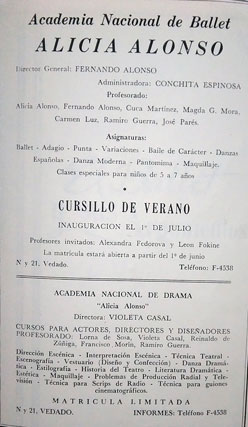 Academia Nacional de Ballet
ALICIA ALONSO
Director General: FERNANDO ALONSO
Administradora: CONCHITA ESPINOSA
Profesorado:
Alicia Alonso, Fernando Alonso, Cuca Martínez, Magda G. Mora,
Carmen Luz, Ramiro Guerra, José Parés.
Asignaturas:
Ballet - Adagio - Punta - Variaciones - Baile de Carácter - Danzas
Españolas - Danza Moderna - Pantomima - Maquillaje.
Clases especiales para niños de 5 a 7 años
CURSILLO DE VERANO
INAUGURACION EL 1º DE JULIO
Profesores invitados: Alexandra Fedorova y Leon Fokine
La matrícula estará abierta a partir del 1º de junio
N y 21, Vedado. Teléfono: F-4558
ACADEMIA NACIONAL DE DRAMA
"Alicia Alonso"
Directora: VIOLETA CASAL
CURSOS PARA ACTORES, DIRECTORES Y DISEÑADORES
PROFESORADO: Lorna de Sosa, Violeta Casal, Reinaldo de
Zúñiga, Francisco Morín, Ramiro Guerra.
Dirección Escénica - Interpretación Escénica - Técnica Teatral -
Escenografía - Vestuario (Diseño y Confección) - Danza Dramá-
tica - Estilografía - Historia del Teatro - Literatura Dramática -
Estética - Maquillaje - Problemas de Producción Radial y Tele-
visión - Técnica para Scrips de Radio - Técnica para guiones
cinematográficos.
MATRICULA LIMITADA
N y 21, VEDADO. INFORMES: Teléfono F-4558